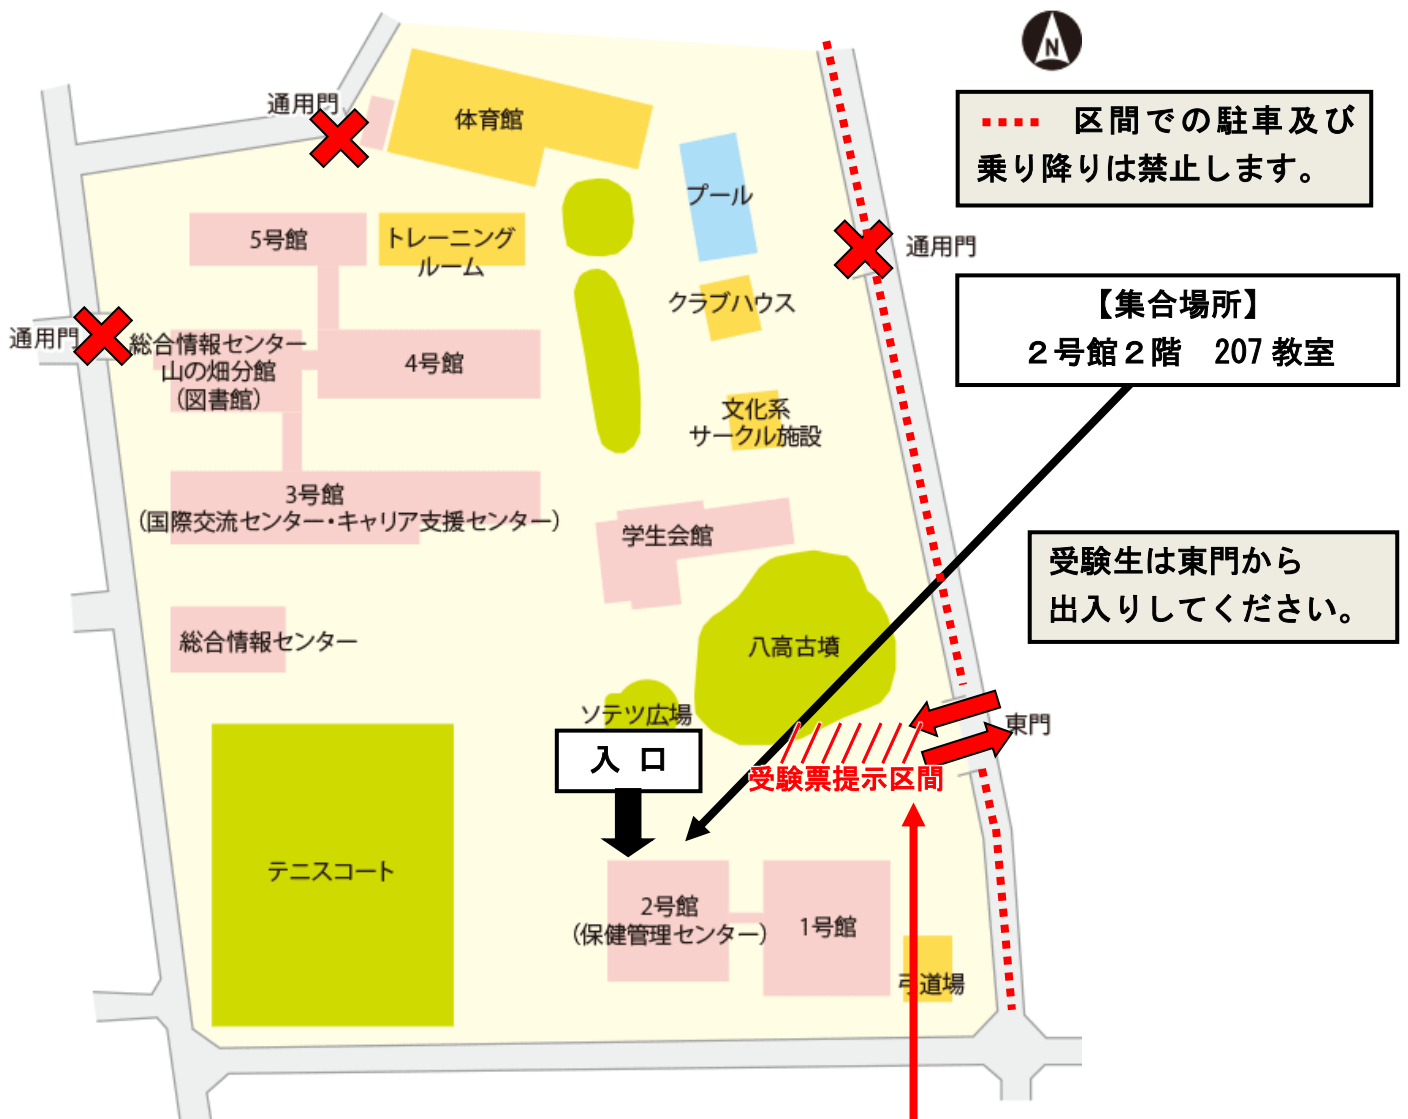 N
通用門
体育館
•••• 区間での駐車及び
乗り降りは禁止します。
プール
5号館
トレーニング
ルーム
通用門
クラブハウス
【集合場所】
２号館２階　207 教室
通用門
総合情報センター
山の畑分館
（図書館）
4号館
文化系
サークル施設
3号館
（国際交流センター・キャリア支援センター）
学生会館
受験生は東門から
出入りしてください。
総合情報センター
八高古墳
ソテツ広場
東門
入 口
受験票提示区間
テニスコート
2号館
（保健管理センター）
1号館
弓道場